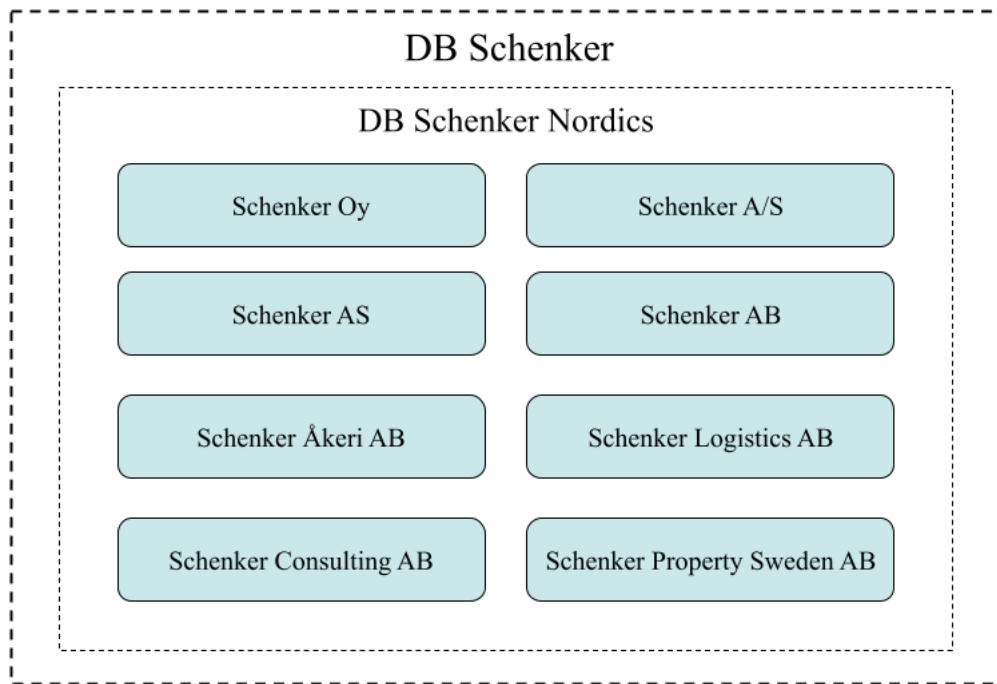 DB Schenker
DB Schenker Nordics
Schenker Oy
Schenker A/S
Schenker AS
Schenker AB
Schenker Åkeri AB
Schenker Logistics AB
Schenker Consulting AB
Schenker Property Sweden AB